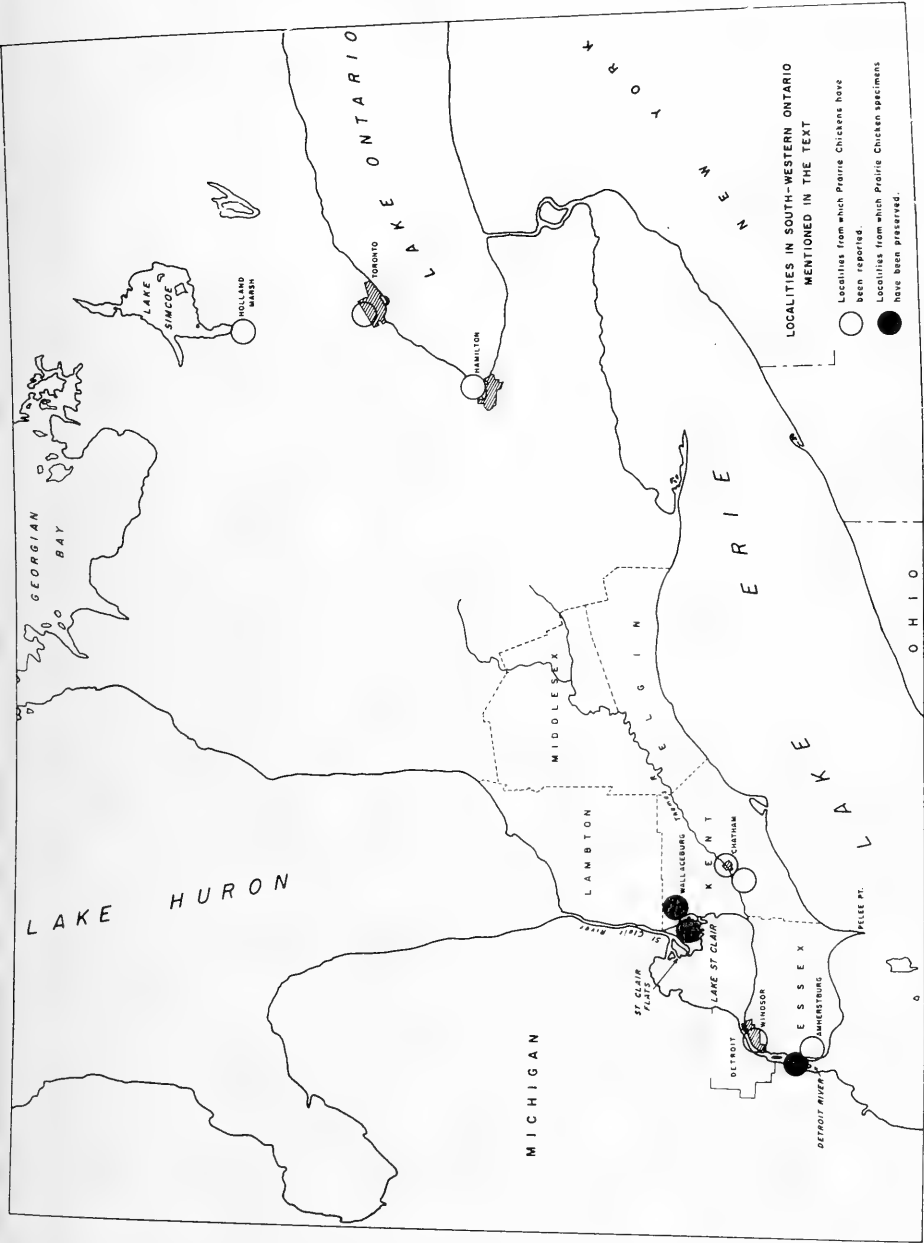 GEORGIAN
BAY
LAKE
SIMCOE
HOLLAND
MARSH
LAKE ONTARIO
TORONTO
HAMILTON
NEW YORK
LAKE HURON
MICHIGAN
LAMBTON
MIDDLESEX
ELGIN
KENT
Thames R.
WALLACEBURG
CHATHAM
St Clair
River
ST CLAIR
FLATS
LAKE ST CLAIR
DETROIT
WINDSOR
ESSEX
AMHERSTBURG
DETROIT RIVER
PELEE PT.
LAKE ERIE
OHIO
LOCALITIES IN SOUTH-WESTERN ONTARIO
MENTIONED IN THE TEXT
Localities from which Prairie Chickens have
been reported.
Localities from which Prairie Chicken specimens
have been preserved.